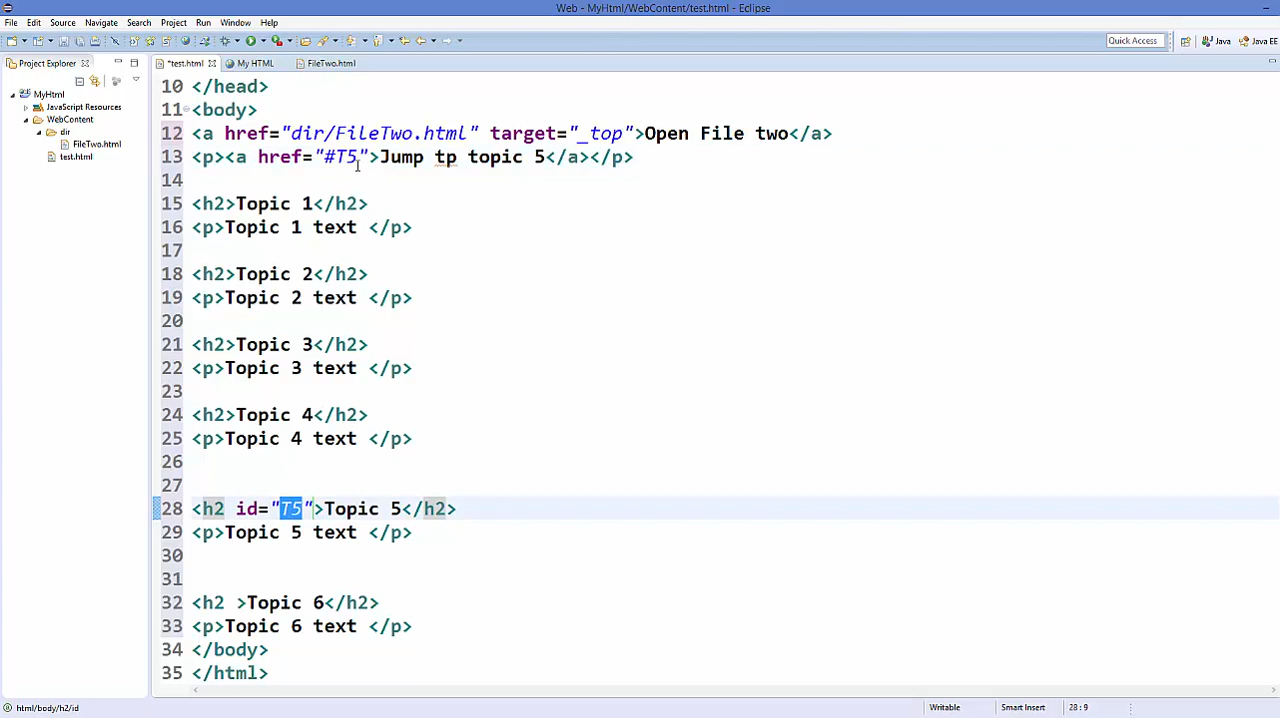 Web - MyHtml/WebContent/test.html - Eclipse
File Edit Source Navigate Search Project Run Window Help
Quick Access Java Java EE
Project Explorer
*test.html My HTML FileTwo.html
MyHtml
JavaScript Resources
WebContent
dir
FileTwo.html
test.html
10 </head>
11 <body>
12 <a href="dir/FileTwo.html" target="_top">Open File two</a>
13 <p><a href="#T5">Jump tp topic 5</a></p>
14
15 <h2>Topic 1</h2>
16 <p>Topic 1 text </p>
17
18 <h2>Topic 2</h2>
19 <p>Topic 2 text </p>
20
21 <h2>Topic 3</h2>
22 <p>Topic 3 text </p>
23
24 <h2>Topic 4</h2>
25 <p>Topic 4 text </p>
26
27
28 <h2 id="T5">Topic 5</h2>
29 <p>Topic 5 text </p>
30
31
32 <h2 >Topic 6</h2>
33 <p>Topic 6 text </p>
34 </body>
35 </html>
html/body/h2/id Writable Smart Insert 28 : 9